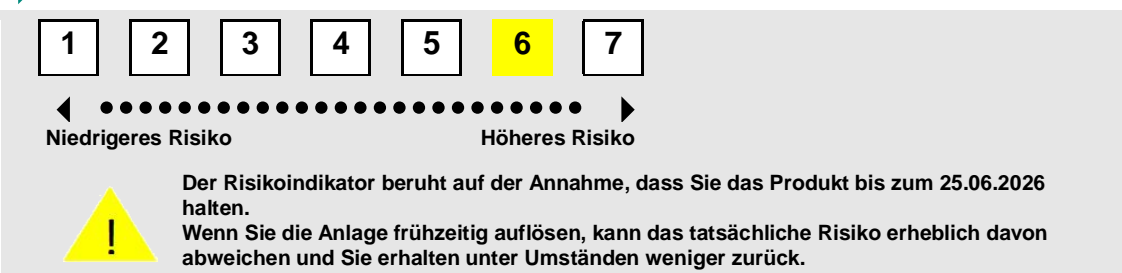 1 2 3 4 5 6 7
Niedrigeres Risiko Höheres Risiko
!
Der Risikoindikator beruht auf der Annahme, dass Sie das Produkt bis zum 25.06.2026
halten.
Wenn Sie die Anlage frühzeitig auflösen, kann das tatsächliche Risiko erheblich davon
abweichen und Sie erhalten unter Umständen weniger zurück.